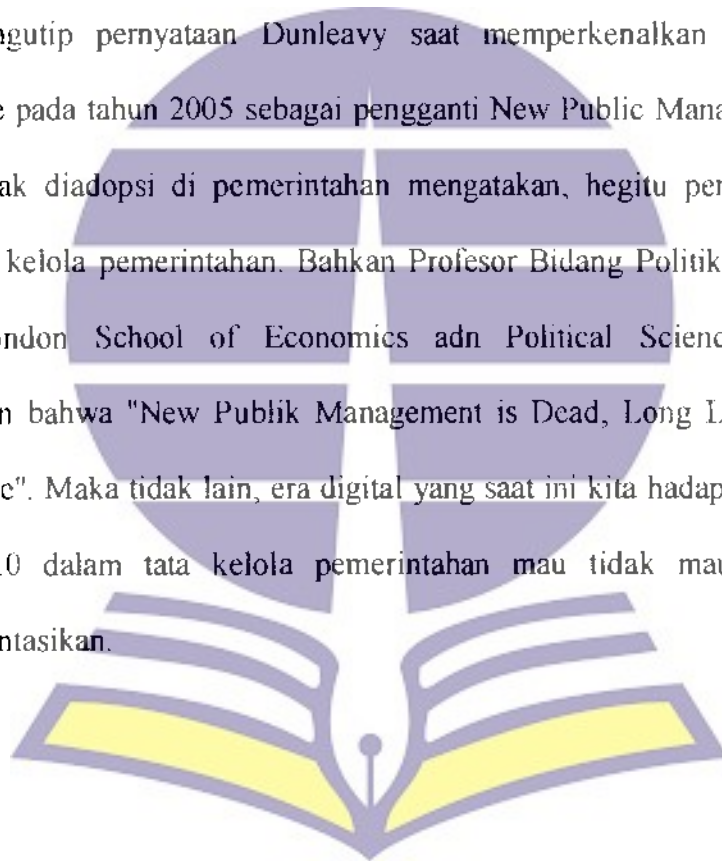 ngutip pernyataan Dunleavy saat memperkenalkan
e pada tahun 2005 sebagai pengganti New Public Mana
ak diadopsi di pemerintahan mengatakan, hegitu per
kelola pemerintahan. Bahkan Profesor Bidang Politik
ondon School of Economics adn Political Scienc
n bahwa "New Publik Management is Dead, Long L
c". Maka tidak lain, era digital yang saat ini kita hadap
.0 dalam tata kelola pemerintahan mau tidak mau
ntasikan.